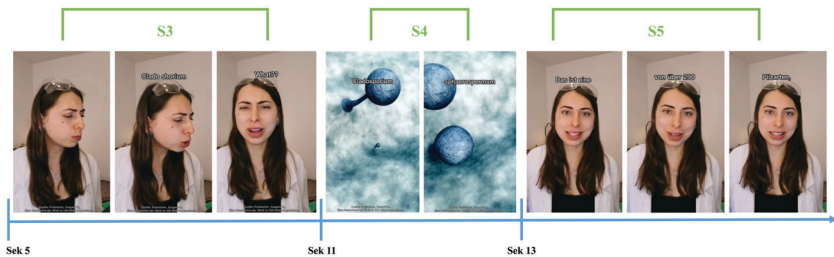 S3
S4
S5
Clado shorium
What??
Cladosporium
sphaerospermum
Das ist eine
von über 200
Pilzarten,
Sek 5
Sek 11
Sek 13